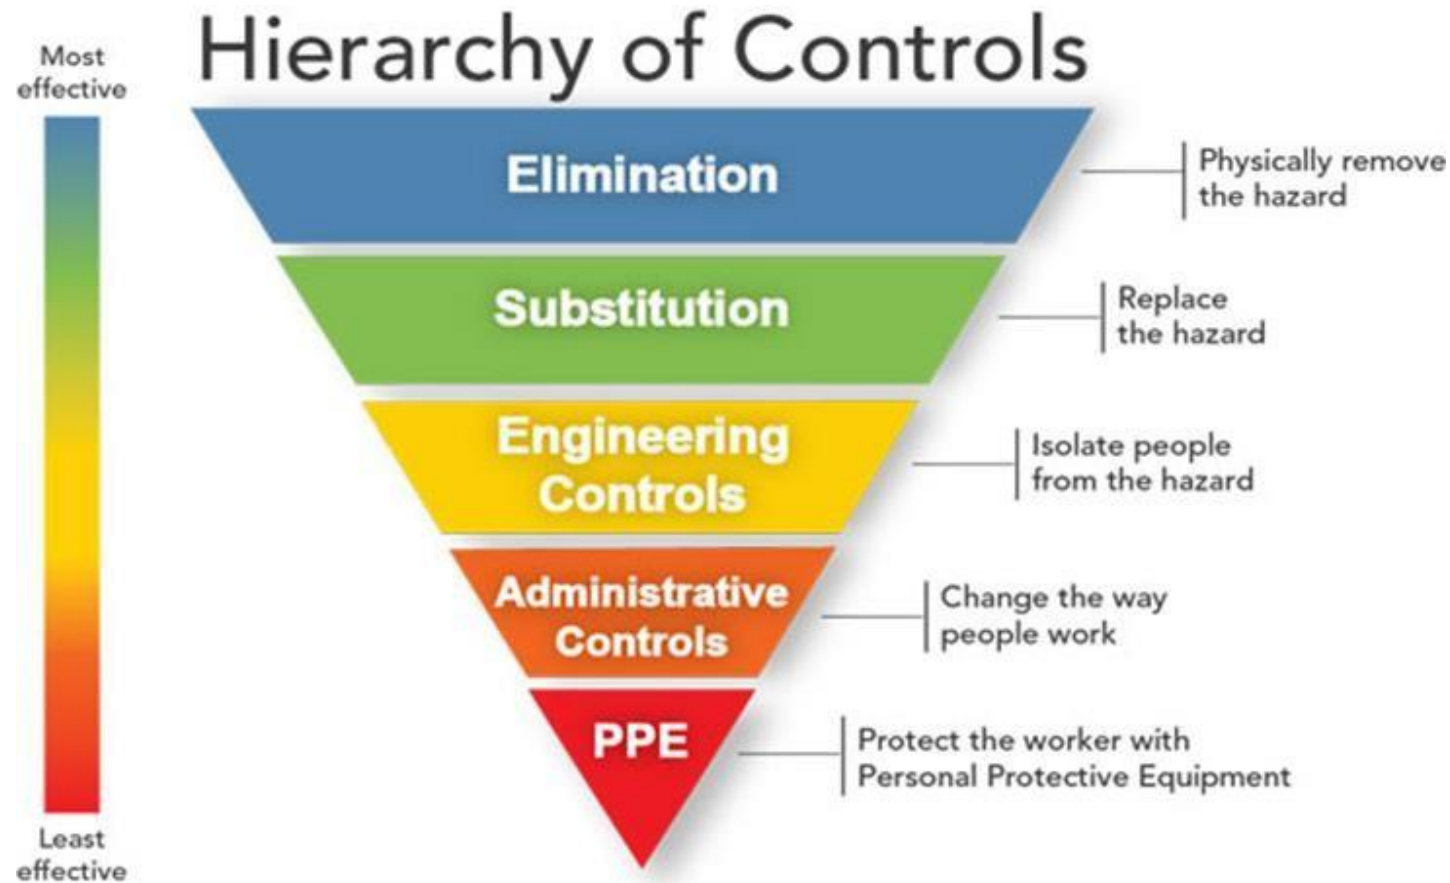 Hierarchy of Controls
Most
effective
Elimination
Physically remove
the hazard
Substitution
Replace
the hazard
Engineering
Controls
Isolate people
from the hazard
Administrative
Controls
Change the way
people work
PPE
Protect the worker with
Personal Protective Equipment
Least
effective